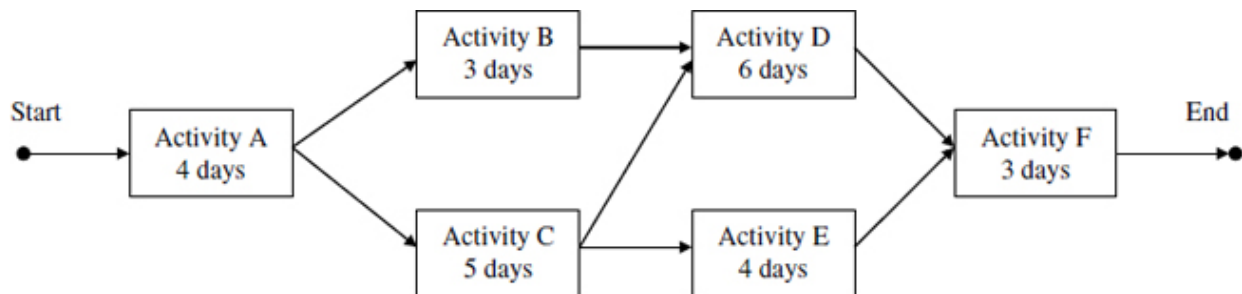 Activity B
3 days
Activity D
6 days
Start
End
Activity A
4 days
Activity F
3 days
Activity C
5 days
Activity E
4 days